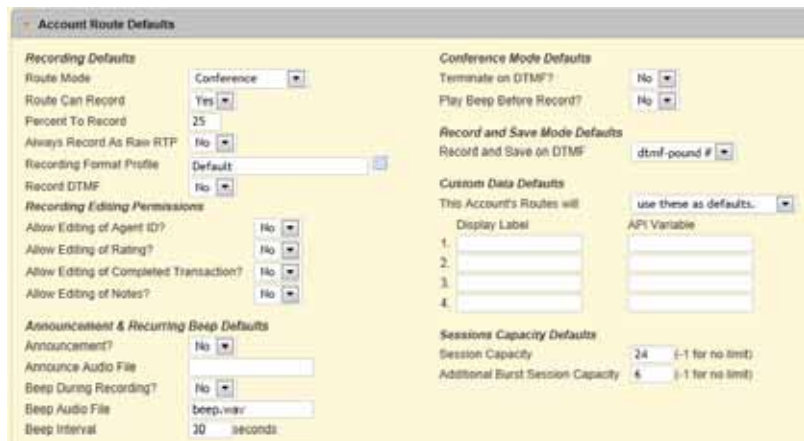 Account Route Defaults
Recording Defaults
Route Mode Conference
Route Can Record Yes
Percent To Record 25
Always Record As Raw RTP No
Recording Format Profile Default
Record DTMF No
Recording Editing Permissions
Allow Editing of Agent ID? No
Allow Editing of Rating? No
Allow Editing of Completed Transaction? No
Allow Editing of Notes? No
Announcement & Recurring Beep Defaults
Announcement? No
Announce Audio File
Beep During Recording? No
Beep Audio File beep.wav
Beep Interval 30 seconds
Conference Mode Defaults
Terminate on DTMF? No
Play Beep Before Record? No
Record and Save Mode Defaults
Record and Save on DTMF dtmf-pound #
Custom Data Defaults
This Account's Routes will use these as defaults.
Display Label API Variable
1.
2.
3.
4.
Sessions Capacity Defaults
Session Capacity 24 (-1 for no limit)
Additional Burst Session Capacity 6 (-1 for no limit)